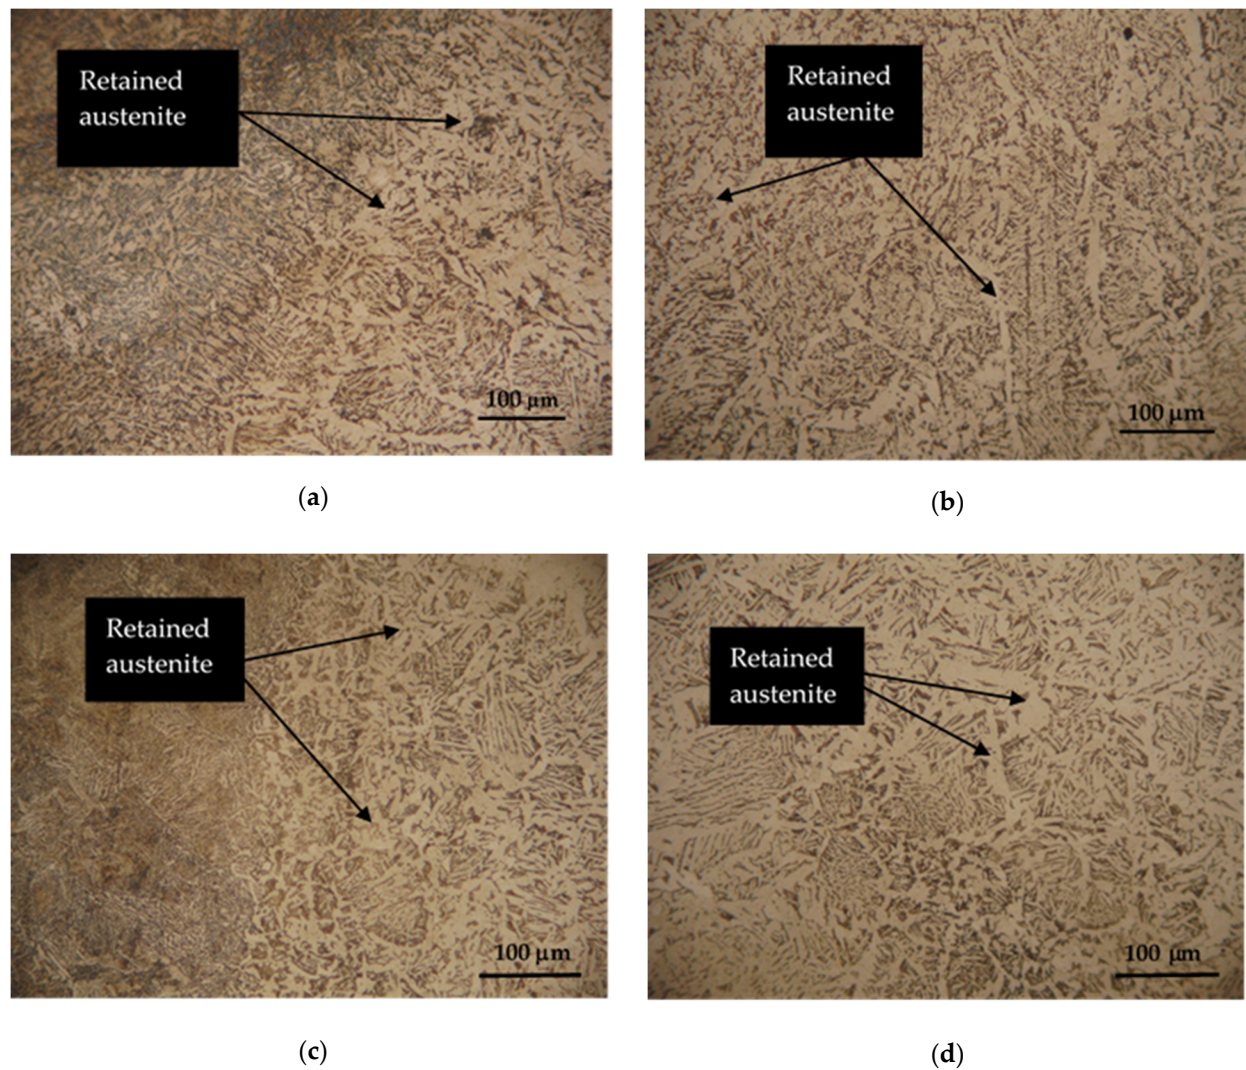 Retained
austenite
100 μm
(a)
Retained
austenite
100 μm
(b)
Retained
austenite
100 μm
(c)
Retained
austenite
100 μm
(d)